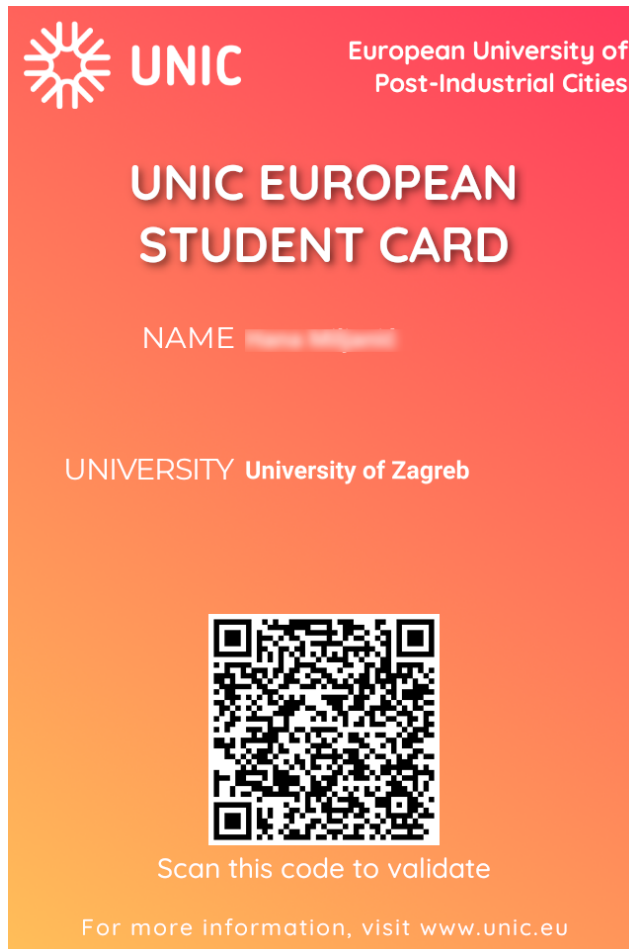 UNIC
European University of
Post-Industrial Cities
UNIC EUROPEAN
STUDENT CARD
NAME
UNIVERSITY University of Zagreb
Scan this code to validate
For more information, visit www.unic.eu